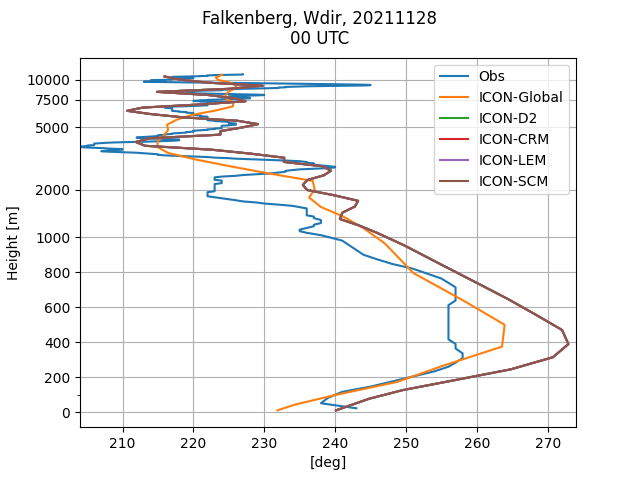 Falkenberg, Wdir, 20211128
00 UTC
Height [m]
10000
7500
5000
2000
1000
800
600
400
200
0
210 220 230 240 250 260 270
[deg]
Obs
ICON-Global
ICON-D2
ICON-CRM
ICON-LEM
ICON-SCM